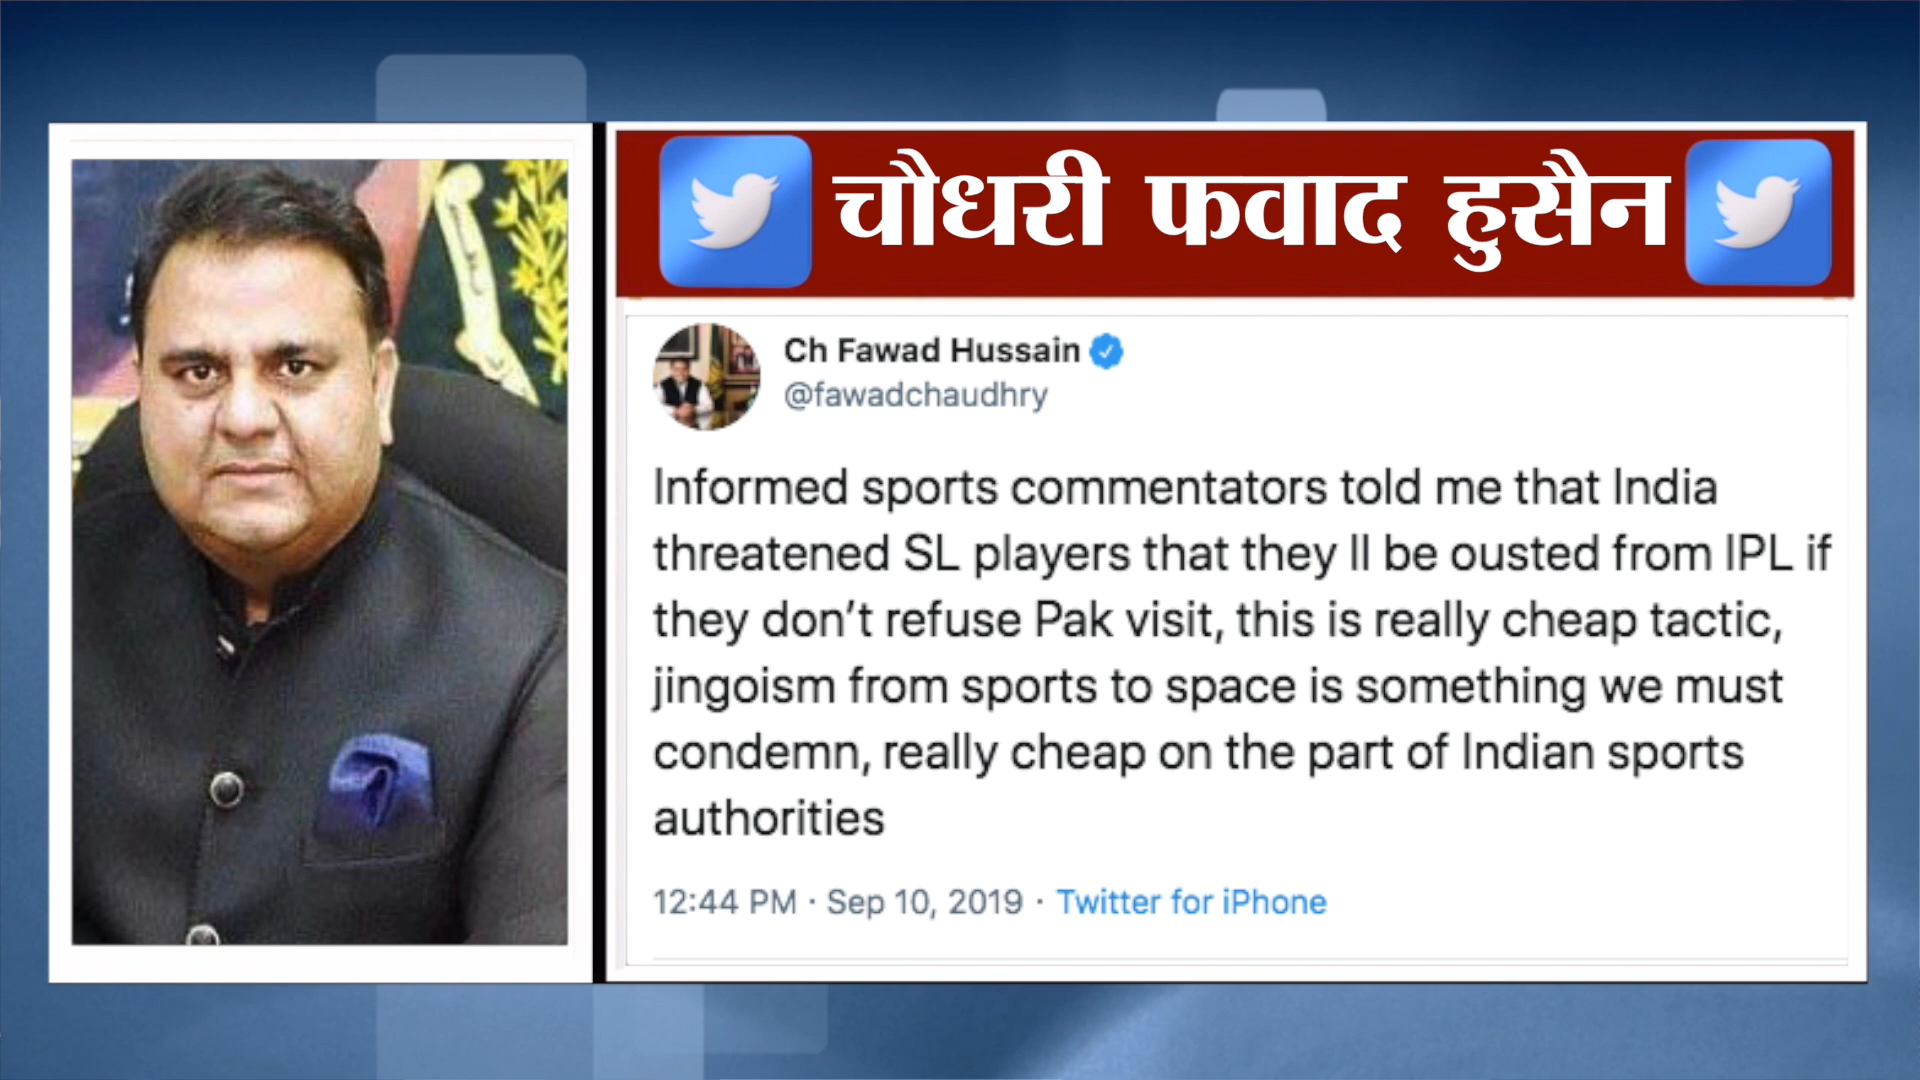 चौधरी फवाद हुसैन
Ch Fawad Hussain
@fawadchaudhry
Informed sports commentators told me that India
threatened SL players that they ll be ousted from IPL if
they don’t refuse Pak visit, this is really cheap tactic,
jingoism from sports to space is something we must
condemn, really cheap on the part of Indian sports
authorities
12:44 PM · Sep 10, 2019 · Twitter for iPhone